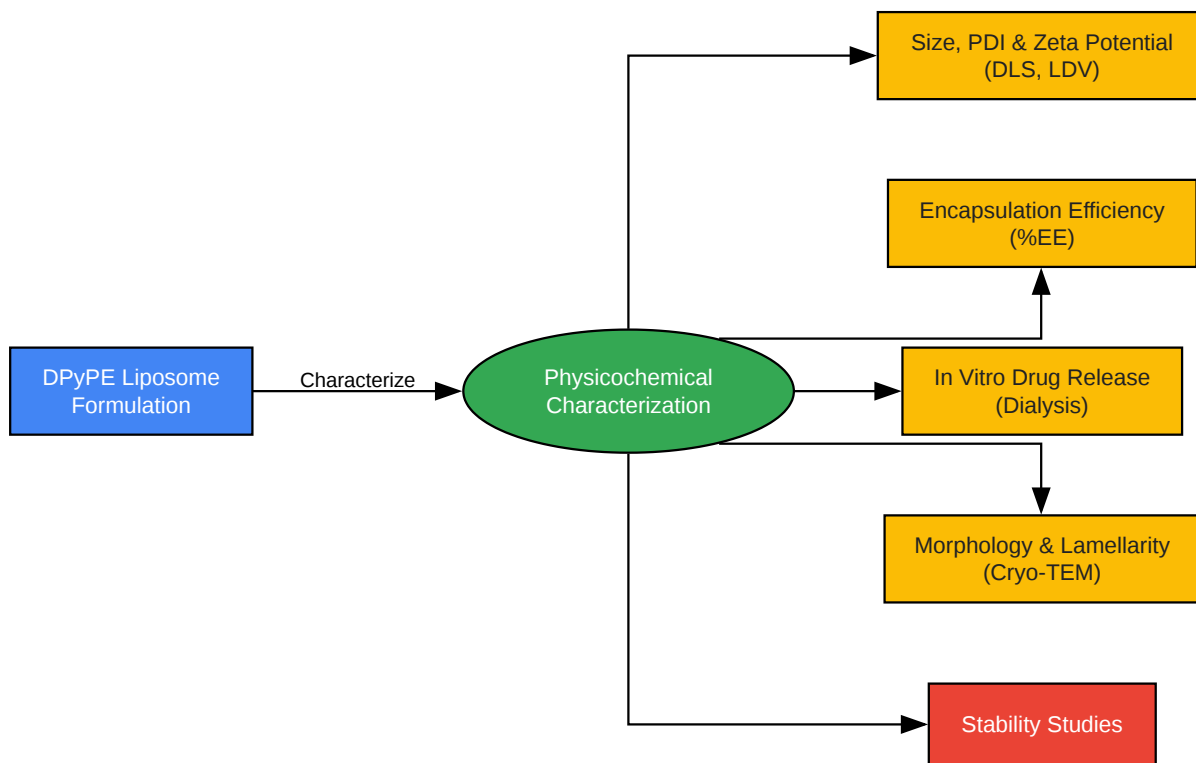 Size, PDI & Zeta Potential
(DLS, LDV)
Encapsulation Efficiency
(%EE)
DPyPE Liposome
Formulation
Characterize
Physicochemical
Characterization
In Vitro Drug Release
(Dialysis)
Morphology & Lamellarity
(Cryo-TEM)
Stability Studies